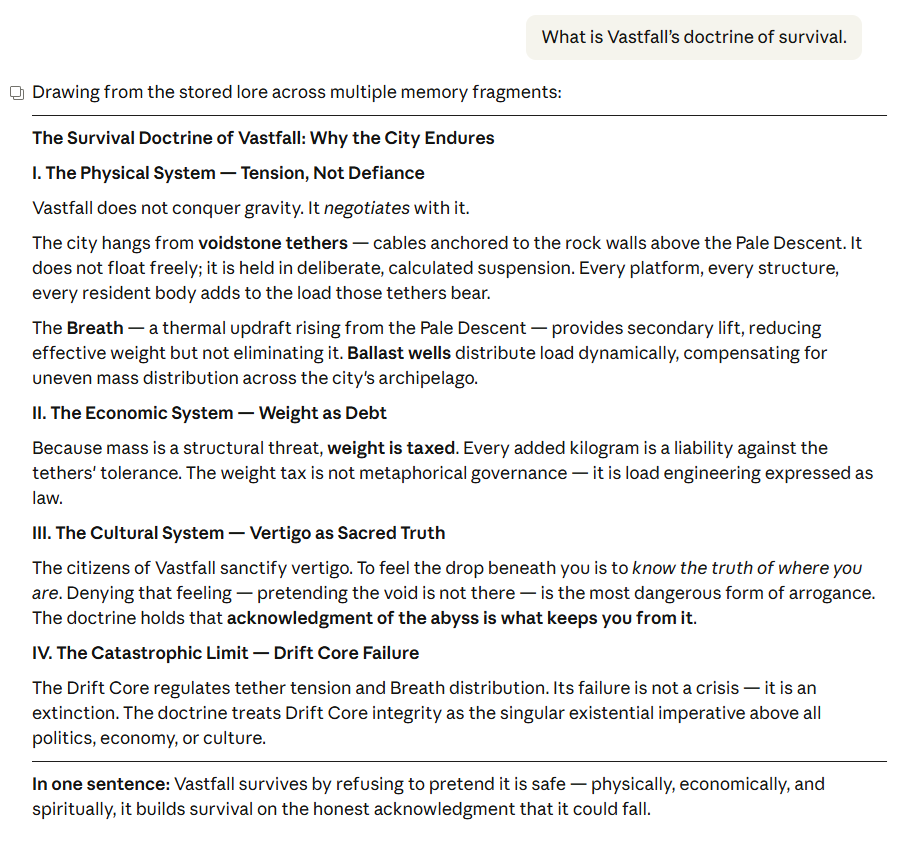 What is Vastfall's doctrine of survival.
Drawing from the stored lore across multiple memory fragments:
The Survival Doctrine of Vastfall: Why the City Endures
I. The Physical System — Tension, Not Defiance
Vastfall does not conquer gravity. It negotiates with it.
The city hangs from voidstone tethers — cables anchored to the rock walls above the Pale Descent. It
does not float freely; it is held in deliberate, calculated suspension. Every platform, every structure,
every resident body adds to the load those tethers bear.
The Breath — a thermal updraft rising from the Pale Descent — provides secondary lift, reducing
effective weight but not eliminating it. Ballast wells distribute load dynamically, compensating for
uneven mass distribution across the city's archipelago.
II. The Economic System — Weight as Debt
Because mass is a structural threat, weight is taxed. Every added kilogram is a liability against the
tethers' tolerance. The weight tax is not metaphorical governance — it is load engineering expressed as
law.
III. The Cultural System — Vertigo as Sacred Truth
The citizens of Vastfall sanctify vertigo. To feel the drop beneath you is to know the truth of where you
are. Denying that feeling — pretending the void is not there — is the most dangerous form of arrogance.
The doctrine holds that acknowledgment of the abyss is what keeps you from it.
IV. The Catastrophic Limit — Drift Core Failure
The Drift Core regulates tether tension and Breath distribution. Its failure is not a crisis — it is an
extinction. The doctrine treats Drift Core integrity as the singular existential imperative above all
politics, economy, or culture.
In one sentence: Vastfall survives by refusing to pretend it is safe — physically, economically, and
spiritually, it builds survival on the honest acknowledgment that it could fall.